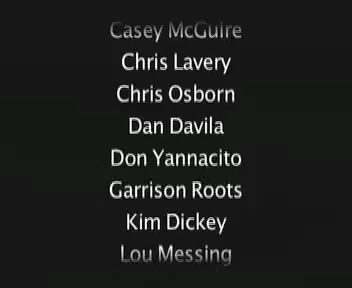 Casey McGuire
Chris Lavery
Chris Osborn
Dan Davila
Don Yannacito
Garrison Roots
Kim Dickey
Lou Messing